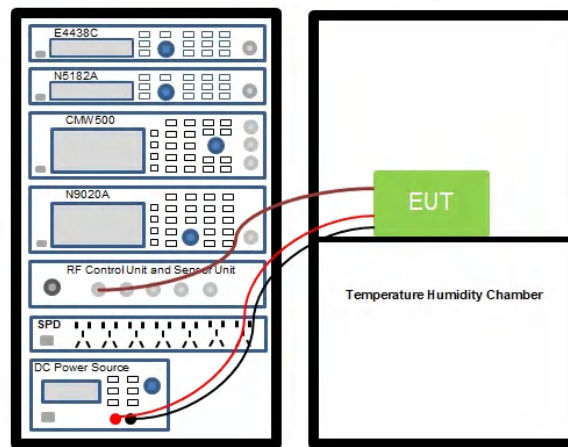 E4438C
N5182A
CMW500
N9020A
RF Control Unit and Sensor Unit
SPD
DC Power Source
EUT
Temperature Humidity Chamber